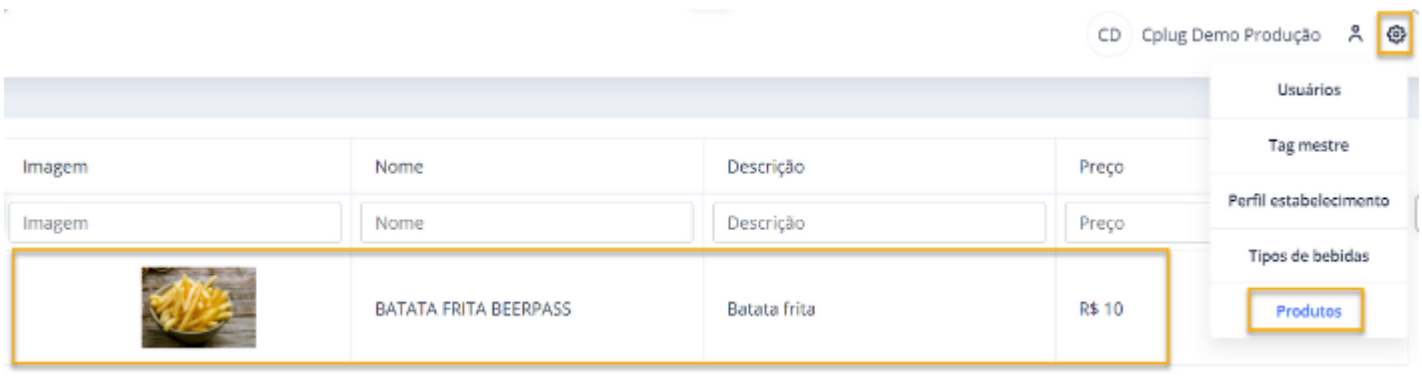 CD Cplug Demo Produção
Usuários
Tag mestre
Perfil estabelecimento
Tipos de bebidas
Produtos
Imagem Nome Descrição Preço
Imagem Nome Descrição Preço
BATATA FRITA BEERPASS Batata frita R$ 10